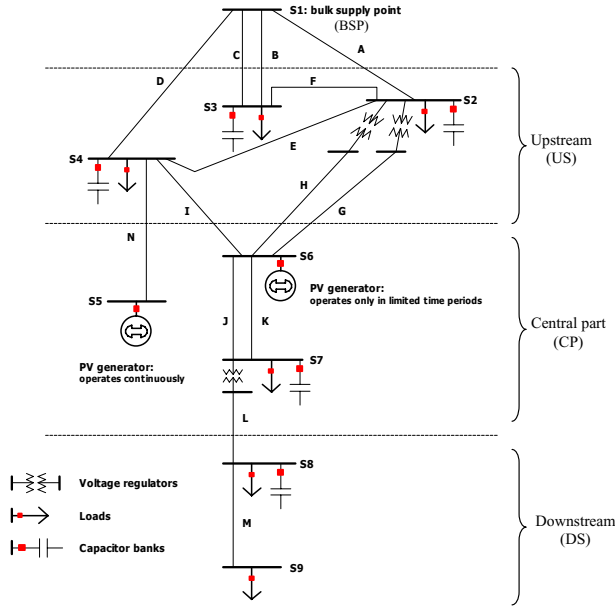 S1: bulk supply point
(BSP)
C
B
A
D
F
S3
S2
E
S4
Upstream
(US)
H
I
G
N
S6
PV generator:
operates only in limited time periods
S5
J
K
Central part
(CP)
PV generator:
operates continuously
S7
L
S8
Voltage regulators
Loads
M
Downstream
(DS)
Capacitor banks
S9